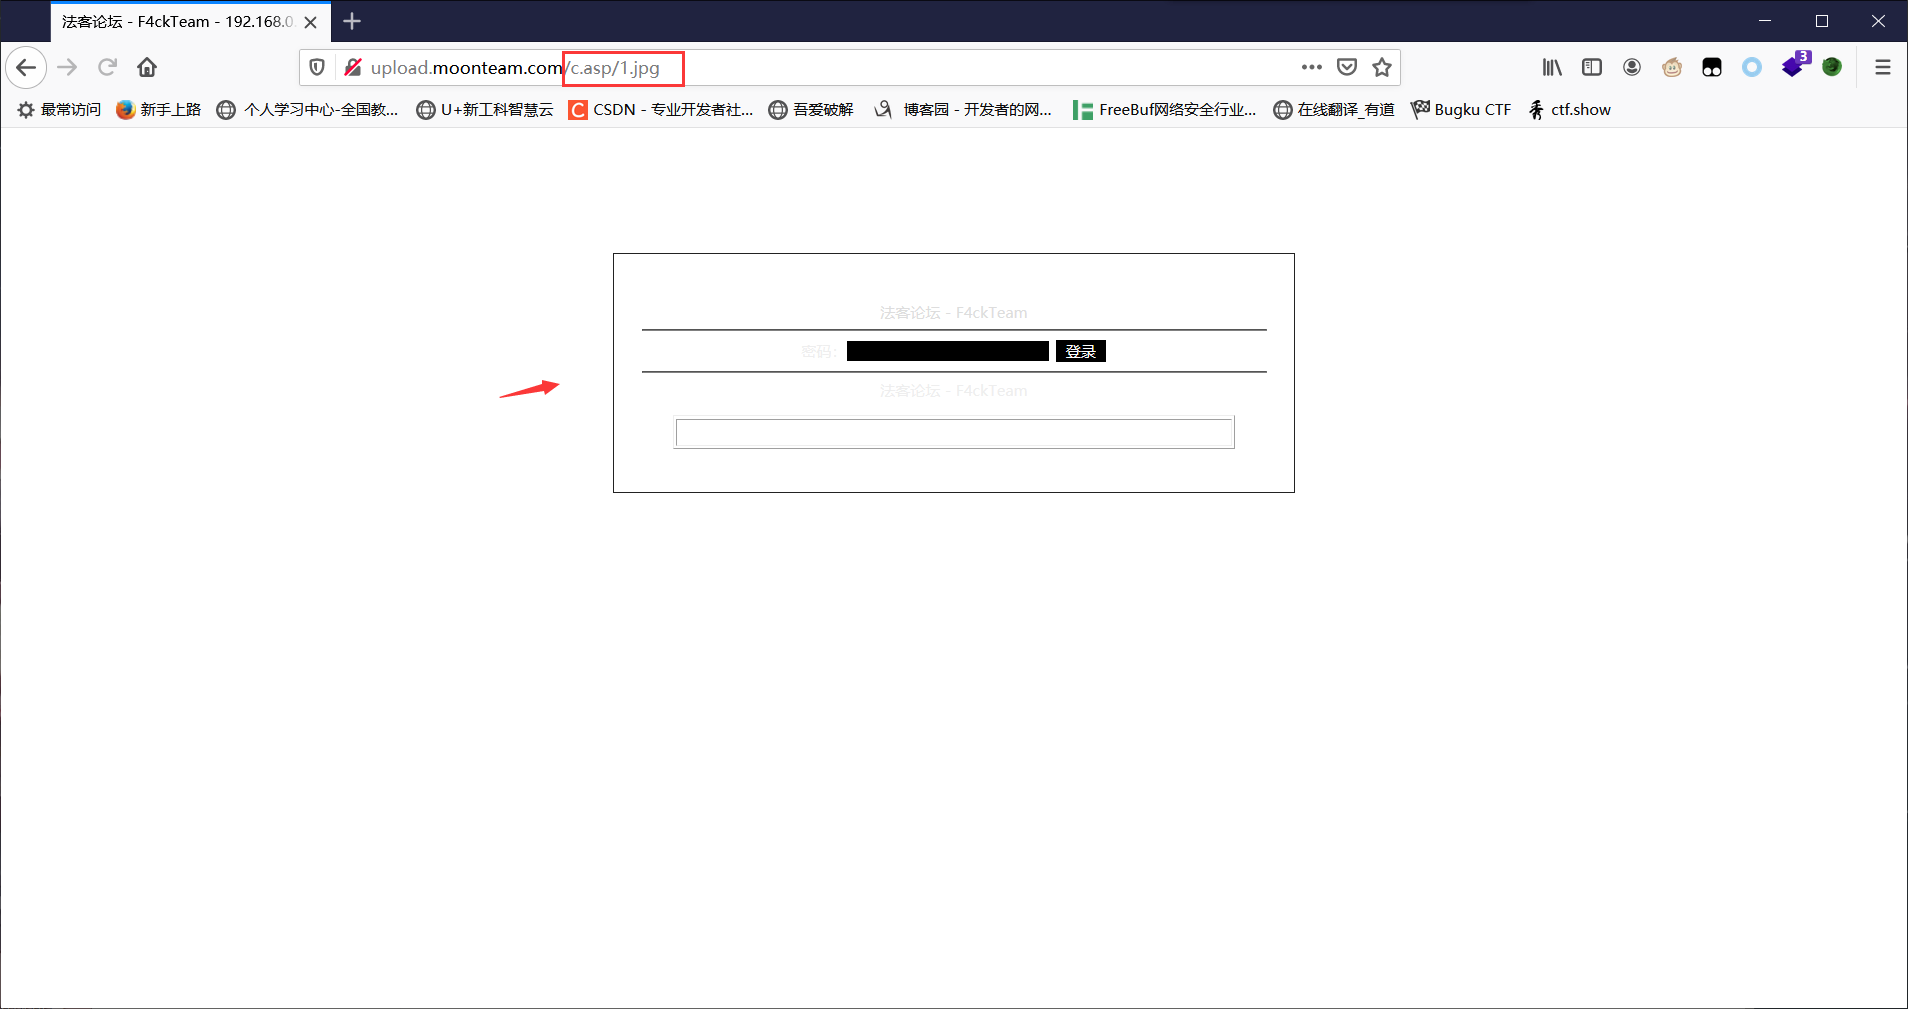 法客论坛 - F4ckTeam - 192.168.0
upload.moonteam.com/c.asp/1.jpg
3
最常访问 新手上路 个人学习中心-全国教... U+新工科智慧云 CSDN - 专业开发者社... 吾爱破解 博客园 - 开发者的网... FreeBuf网络安全行业... 在线翻译_有道 Bugku CTF ctf.show
法客论坛 - F4ckTeam
密码: 登录
法客论坛 - F4ckTeam